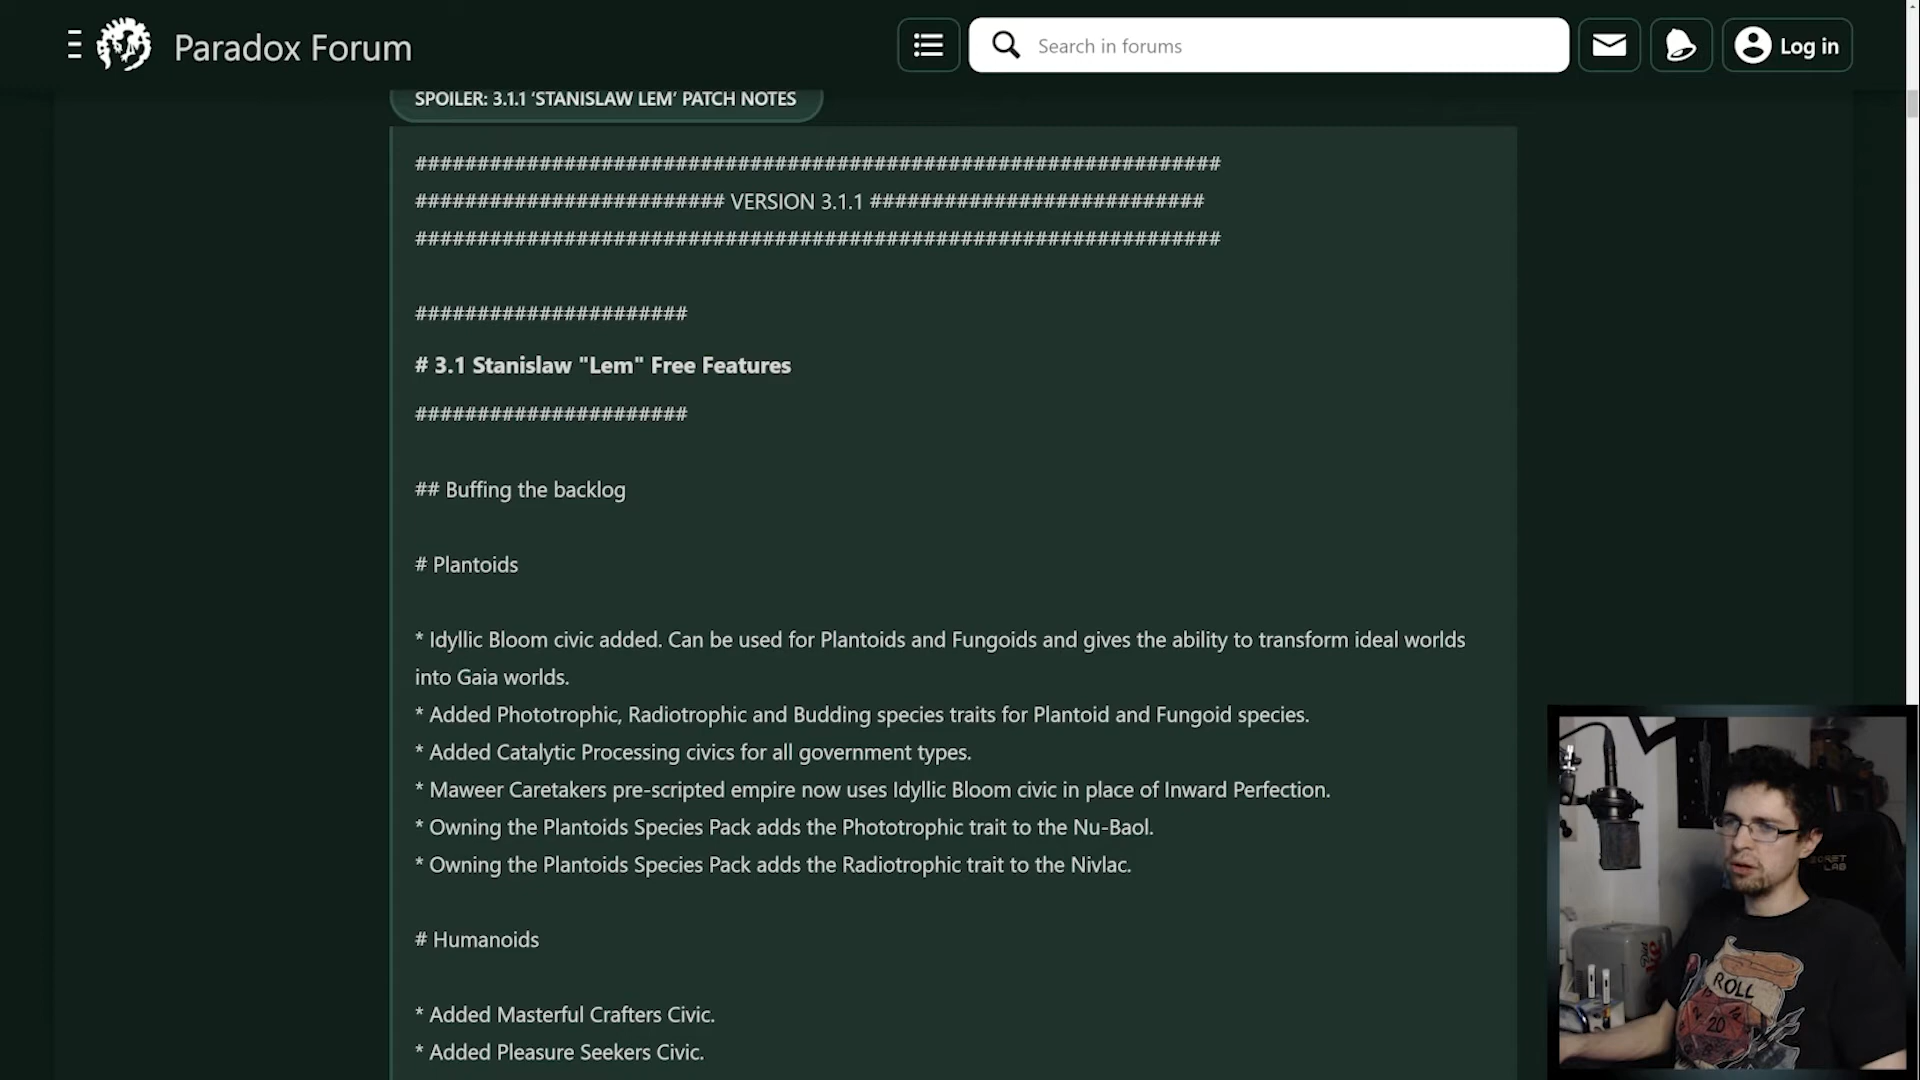 Paradox Forum
Search in forums
Log in
SPOILER: 3.1.1 ‘STANISLAW LEM’ PATCH NOTES
#################################################################
######################### VERSION 3.1.1 ###########################
#################################################################
######################
# 3.1 Stanislaw "Lem" Free Features
######################
## Buffing the backlog
# Plantoids
* Idyllic Bloom civic added. Can be used for Plantoids and Fungoids and gives the ability to transform ideal worlds
into Gaia worlds.
* Added Phototrophic, Radiotrophic and Budding species traits for Plantoid and Fungoid species.
* Added Catalytic Processing civics for all government types.
* Maweer Caretakers pre-scripted empire now uses Idyllic Bloom civic in place of Inward Perfection.
* Owning the Plantoids Species Pack adds the Phototrophic trait to the Nu-Baol.
* Owning the Plantoids Species Pack adds the Radiotrophic trait to the Nivlac.
# Humanoids
* Added Masterful Crafters Civic.
* Added Pleasure Seekers Civic.
ROLL
20